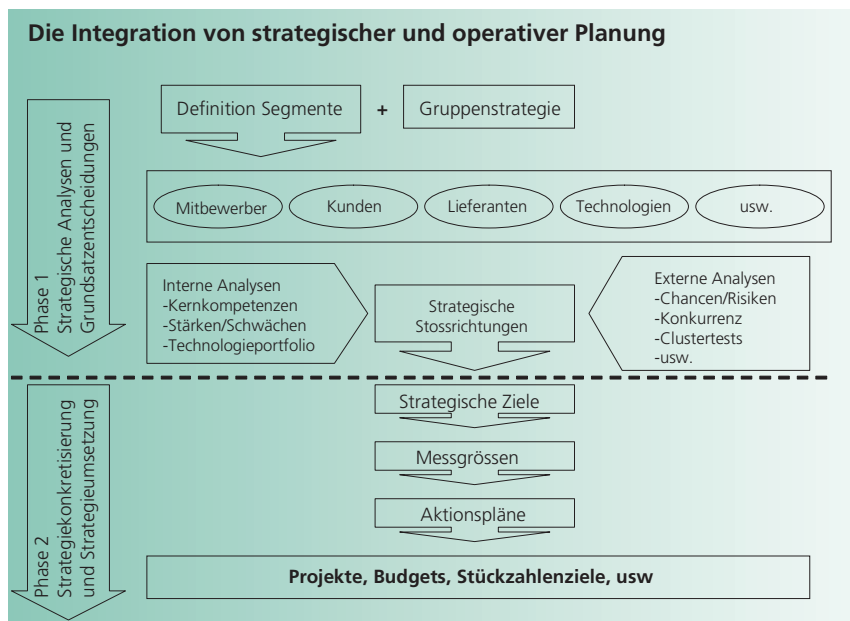 Die Integration von strategischer und operativer Planung
Phase 1
Strategische Analysen und
Grundsatzentscheidungen
Definition Segmente
+
Gruppenstrategie
Mitbewerber
Kunden
Lieferanten
Technologien
usw.
Interne Analysen
-Kernkompetenzen
-Stärken/Schwächen
-Technologieportfolio
Strategische
Stossrichtungen
Externe Analysen
-Chancen/Risiken
-Konkurrenz
-Clustertests
-usw.
Phase 2
Strategiekonkretisierung
und Strategieumsetzung
Strategische Ziele
Messgrössen
Aktionspläne
Projekte, Budgets, Stückzahlenziele, usw